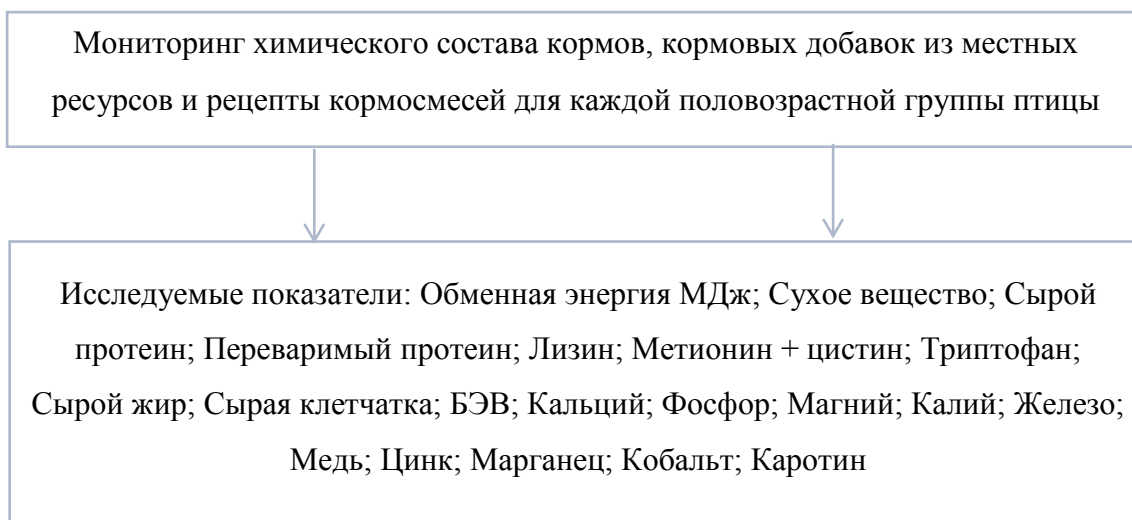 Мониторинг химического состава кормов, кормовых добавок из местных
ресурсов и рецепты кормосмесей для каждой половозрастной группы птицы
Исследуемые показатели: Обменная энергия МДж; Сухое вещество; Сырой
протеин; Переваримый протеин; Лизин; Метионин + цистин; Триптофан;
Сырой жир; Сырая клетчатка; БЭВ; Кальций; Фосфор; Магний; Калий; Железо;
Медь; Цинк; Марганец; Кобальт; Каротин